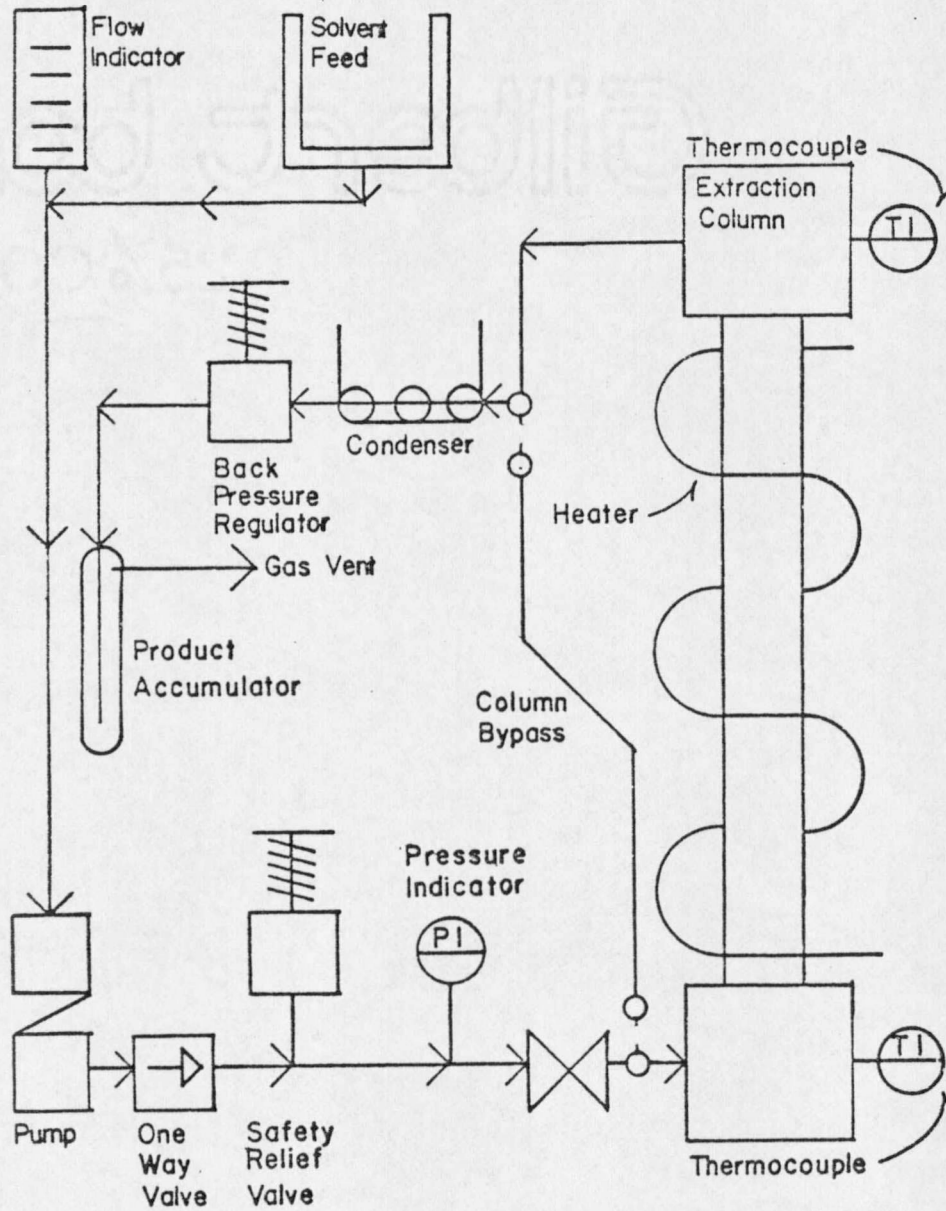 Flow
Indicator
Solvent
Feed
Thermocouple
Extraction
Column
TI
Condenser
Back
Pressure
Regulator
Heater
Gas Vent
Product
Accumulator
Column
Bypass
Pressure
Indicator
PI
TI
Pump
One
Way
Valve
Safety
Relief
Valve
Thermocouple